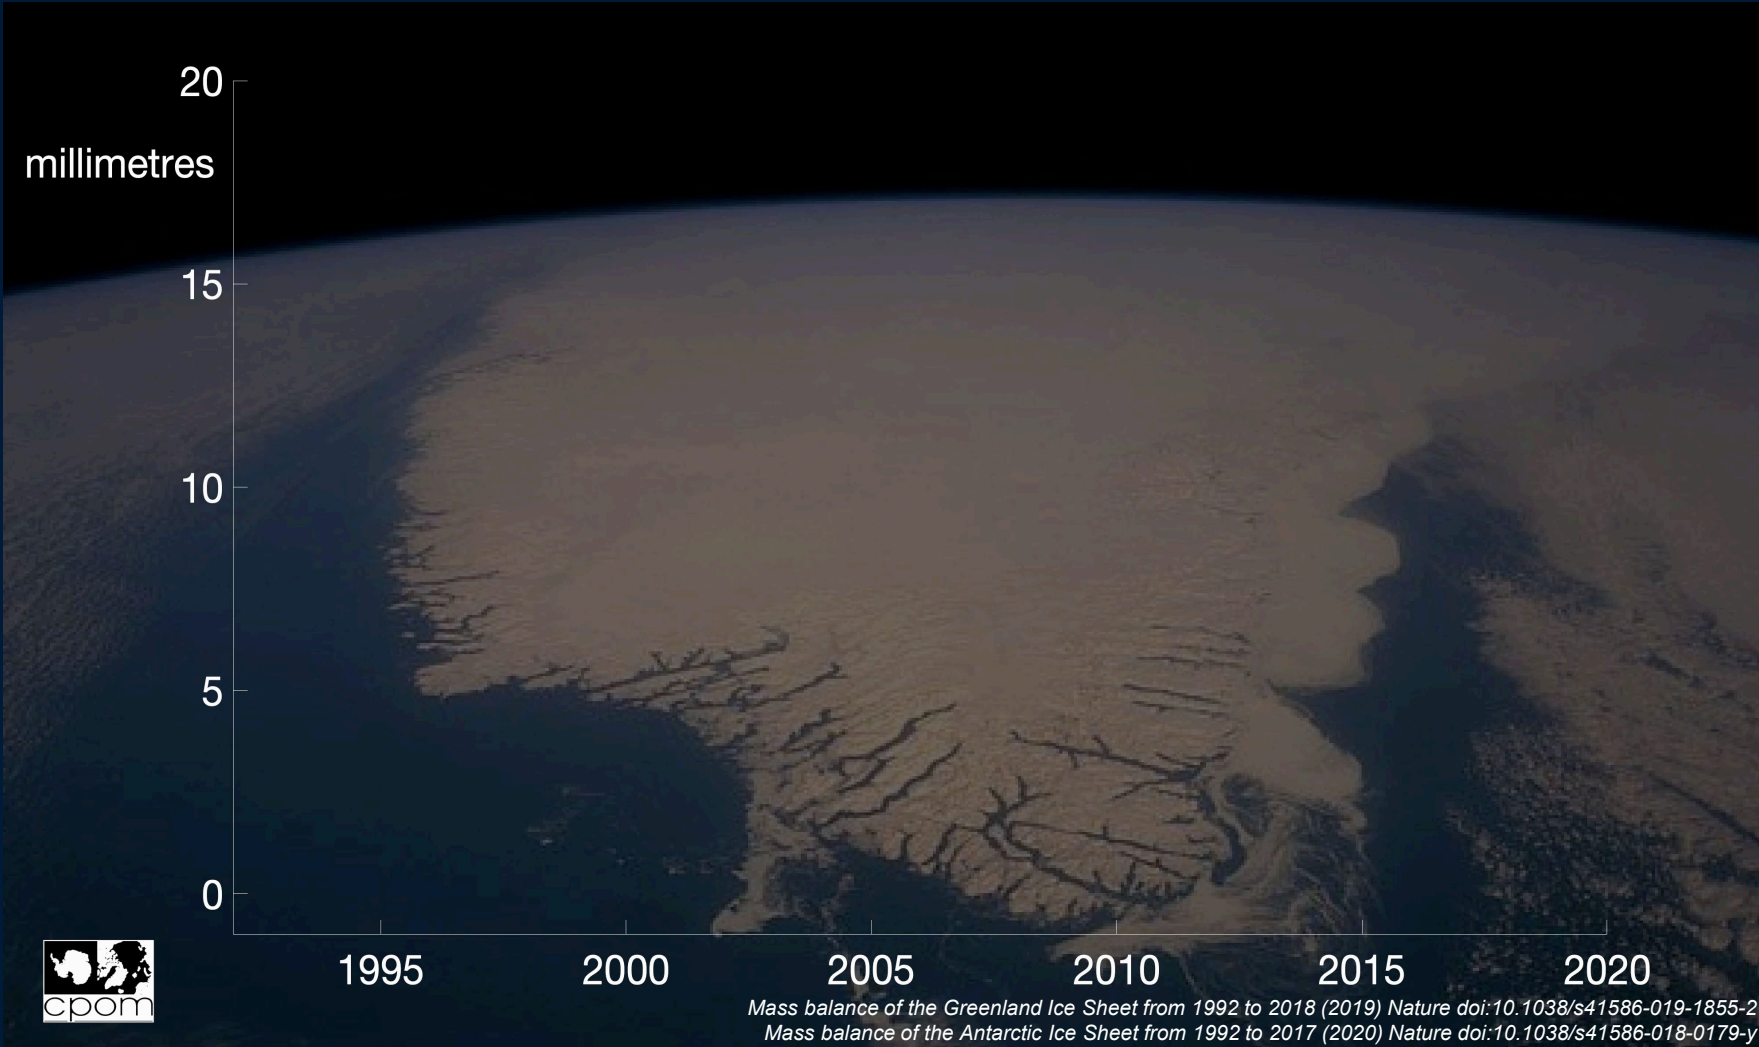 20
millimetres
15
10
5
0
1995 2000 2005 2010 2015 2020
cpom
Mass balance of the Greenland Ice Sheet from 1992 to 2018 (2019) Nature doi:10.1038/s41586-019-1855-2
Mass balance of the Antarctic Ice Sheet from 1992 to 2017 (2020) Nature doi:10.1038/s41586-018-0179-y